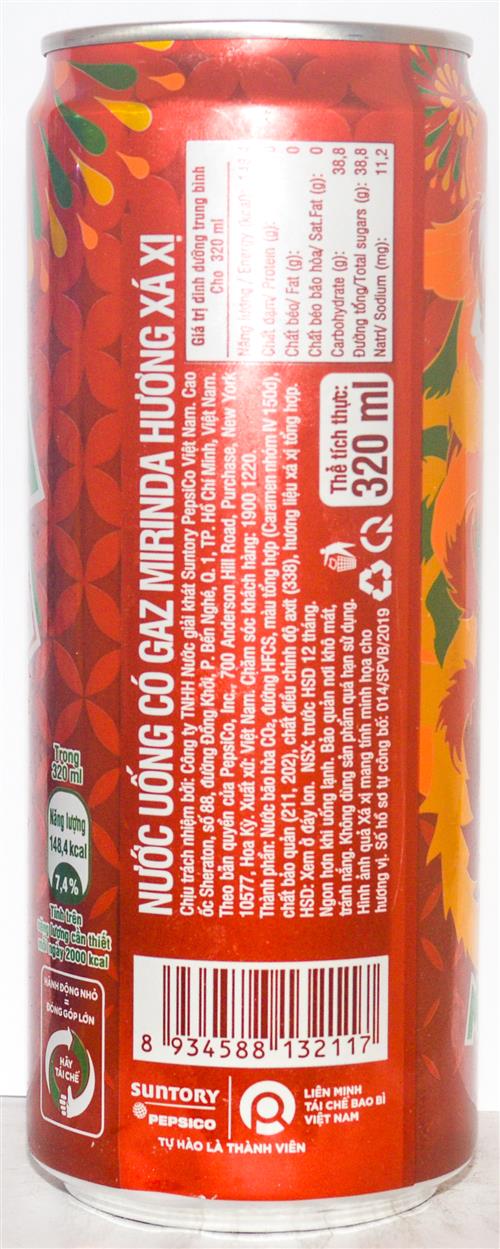 NƯỚC UỐNG CÓ GAZ MIRINDA HƯƠNG XÁ XỊ
Chịu trách nhiệm bởi: Công ty TNHH Nước giải khát Suntory PepsiCo Việt Nam. Cao
ốc Sheraton, số 88, đường Đồng Khởi, P. Bến Nghé, Q. 1, TP. Hồ Chí Minh, Việt Nam.
Theo bản quyền của PepsiCo, Inc., 700 Anderson Hill Road, Purchase, New York
10577, Hoa Kỳ. Xuất xứ: Việt Nam. Chăm sóc khách hàng: 1900 1220.
Thành phần: Nước bão hòa CO₂, đường HFCS, màu tổng hợp (Caramen nhóm IV 150d),
chất bảo quản (211, 202), chất điều chỉnh độ axít (338), hương liệu xá xị tổng hợp.
HSD: Xem ở đáy lon. NSX: trước HSD 12 tháng.
Ngon hơn khi uống lạnh. Bảo quản nơi khô mát,
tránh nắng. Không dùng sản phẩm quá hạn sử dụng.
Hình ảnh quả Xá xị mang tính minh họa cho
hương vị. Số hồ sơ tự công bố: 014/SPVB/2019
Thể tích thực:
320 ml
Giá trị dinh dưỡng trung bình
Cho 320 ml
Năng lượng / Energy (kcal): 148,4
Chất đạm/ Protein (g): 0
Chất béo/ Fat (g): 0
Chất béo bão hòa/ Sat.Fat (g): 0
Carbohydrate (g): 38,8
Đường tổng/Total sugars (g): 38,8
Natri/ Sodium (mg): 11,2
Trong
320 ml
Năng lượng
148,4 kcal
7,4%
Tính trên
năng lượng cần thiết
mỗi ngày 2000 kcal
HÀNH ĐỘNG NHỎ
=
ĐÓNG GÓP LỚN
HÃY
TÁI CHẾ
8 934588 132117
SUNTORY
PEPSICO
LIÊN MINH
TÁI CHẾ BAO BÌ
VIỆT NAM
TỰ HÀO LÀ THÀNH VIÊN